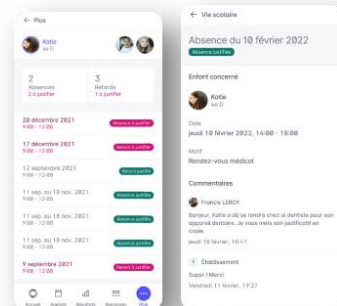 ← Plus
Katie
4e D
2
Absences
2 à justifier
3
Retards
1 à justifier
20 décembre 2021
9:00 - 12:00
Absence à justifier
17 décembre 2021
9:00 - 12:00
Absence à justifier
12 septembre 2021
9:00 - 12:00
Retard justifié
11 sep. au 18 nov. 2021
9:00 - 12:00
Absence justifiée
11 sep. au 18 nov. 2021
9:00 - 12:00
Absence justifiée
11 sep. au 18 nov. 2021
9:00 - 12:00
Absence justifiée
9 septembre 2021
9:00 - 12:00
Retard à justifier
Accueil
Agenda
Résultats
Messages
Plus
← Vie scolaire
Absence du 10 février 2022
Absence justifiée
Enfant concerné
Katie
4e D
Date
jeudi 10 février 2022, 14:00 - 18:00
Motif
Rendez-vous médical
Commentaires
Francis LEROY
Bonjour, Katie a dû se rendre chez le dentiste pour son
appareil dentaire. Je vous mets son justificatif en
copie.
jeudi 10 février, 18:41
Établissement
Super ! Merci
Vendredi 11 février, 19:27